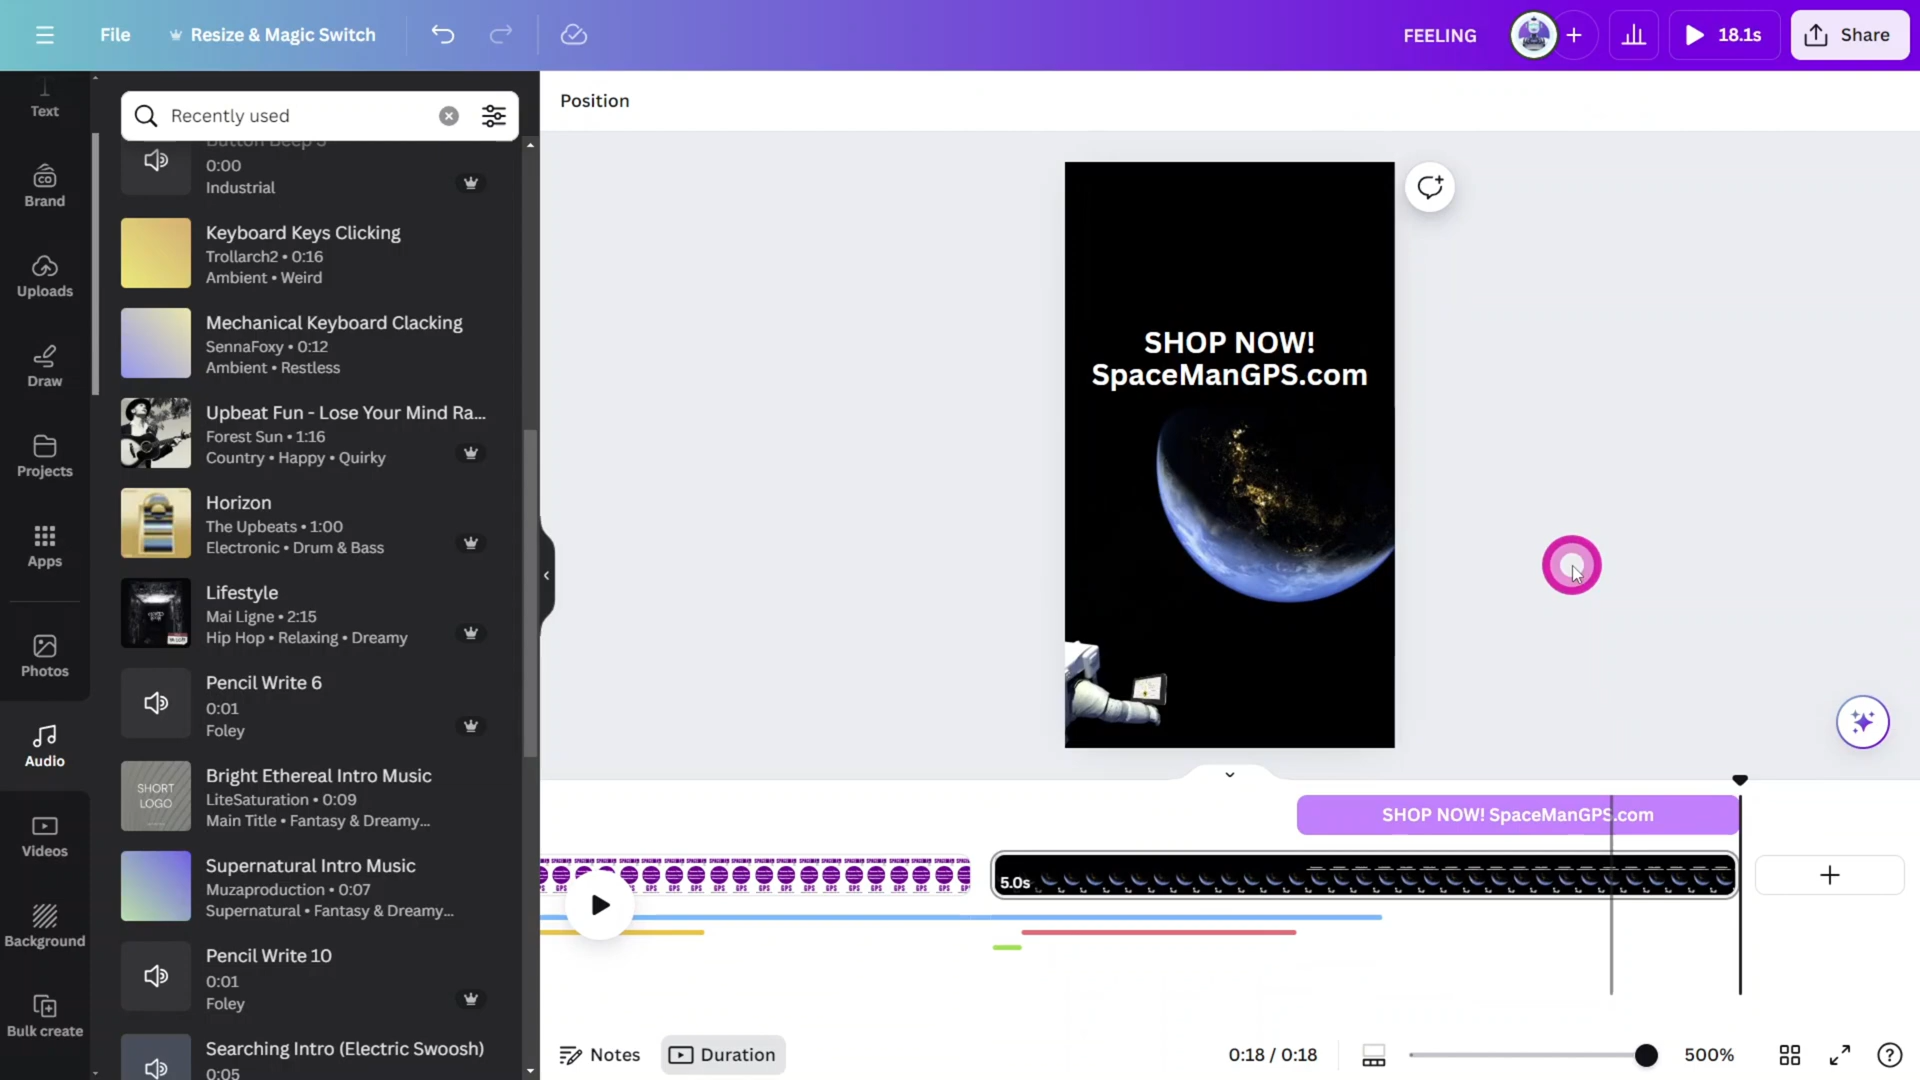 File
Resize & Magic Switch
FEELING
18.1s
Share
Text
Brand
Uploads
Draw
Projects
Apps
Photos
Audio
Videos
Background
Bulk create
Recently used
Button Beep 5
0:00
Industrial
Keyboard Keys Clicking
Trollarch2 • 0:16
Ambient • Weird
Mechanical Keyboard Clacking
SennaFoxy • 0:12
Ambient • Restless
Upbeat Fun - Lose Your Mind Ra...
Forest Sun • 1:16
Country • Happy • Quirky
Horizon
The Upbeats • 1:00
Electronic • Drum & Bass
Lifestyle
Mai Ligne • 2:15
Hip Hop • Relaxing • Dreamy
Pencil Write 6
0:01
Foley
SHORT
LOGO
Bright Ethereal Intro Music
LiteSaturation • 0:09
Main Title • Fantasy & Dreamy...
Supernatural Intro Music
Muzaproduction • 0:07
Supernatural • Fantasy & Dreamy...
Pencil Write 10
0:01
Foley
Searching Intro (Electric Swoosh)
0:05
Position
SHOP NOW!
SpaceManGPS.com
SHOP NOW! SpaceManGPS.com
5.0s
Notes
Duration
0:18 / 0:18
500%